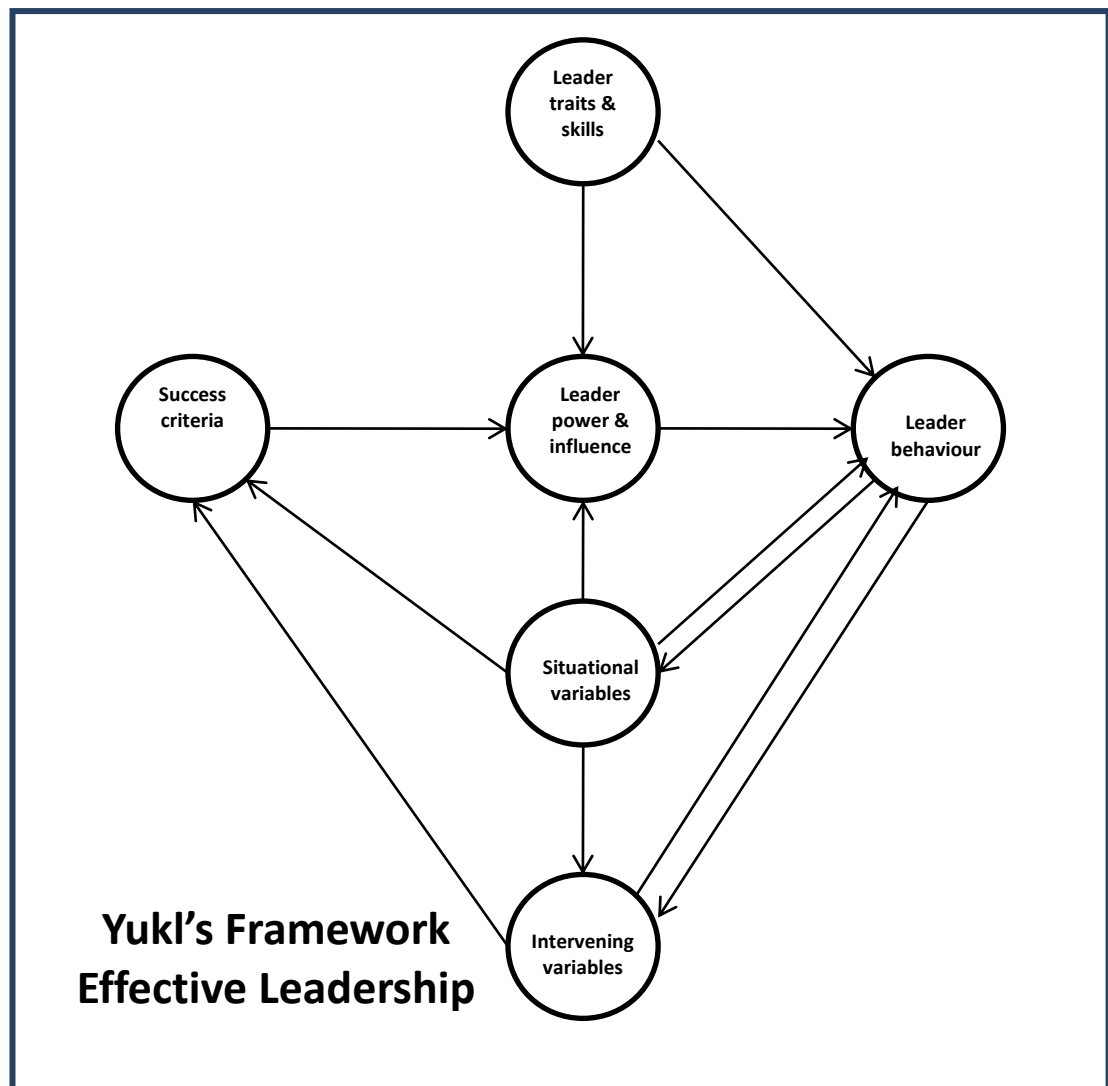 Leader
traits &
skills
Success
criteria
Leader
power &
influence
Leader
behaviour
Situational
variables
Intervening
variables
Yukl’s Framework
Effective Leadership